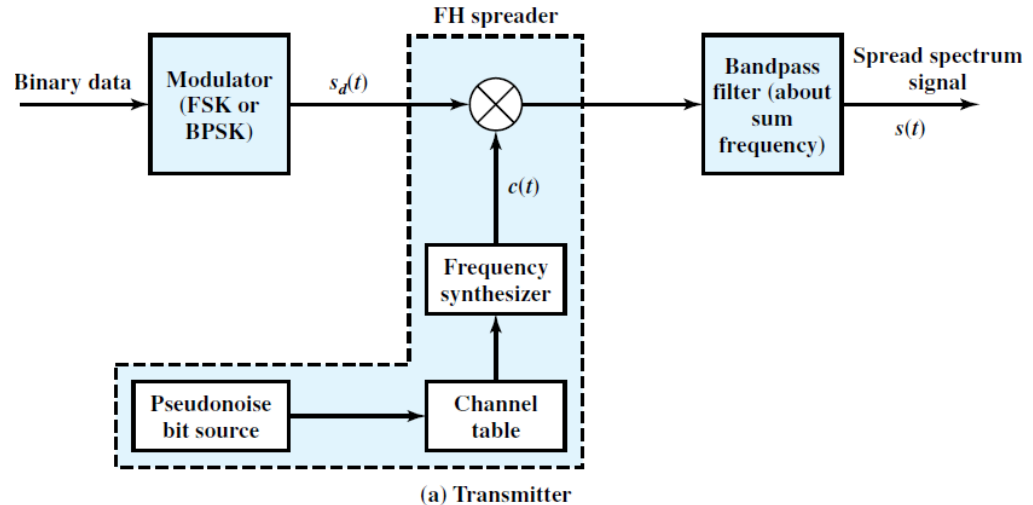 FH spreader
Binary data
Modulator
(FSK or
BPSK)
s_d(t)
Bandpass
filter (about
sum
frequency)
Spread spectrum
signal
s(t)
c(t)
Frequency
synthesizer
Pseudonoise
bit source
Channel
table
(a) Transmitter